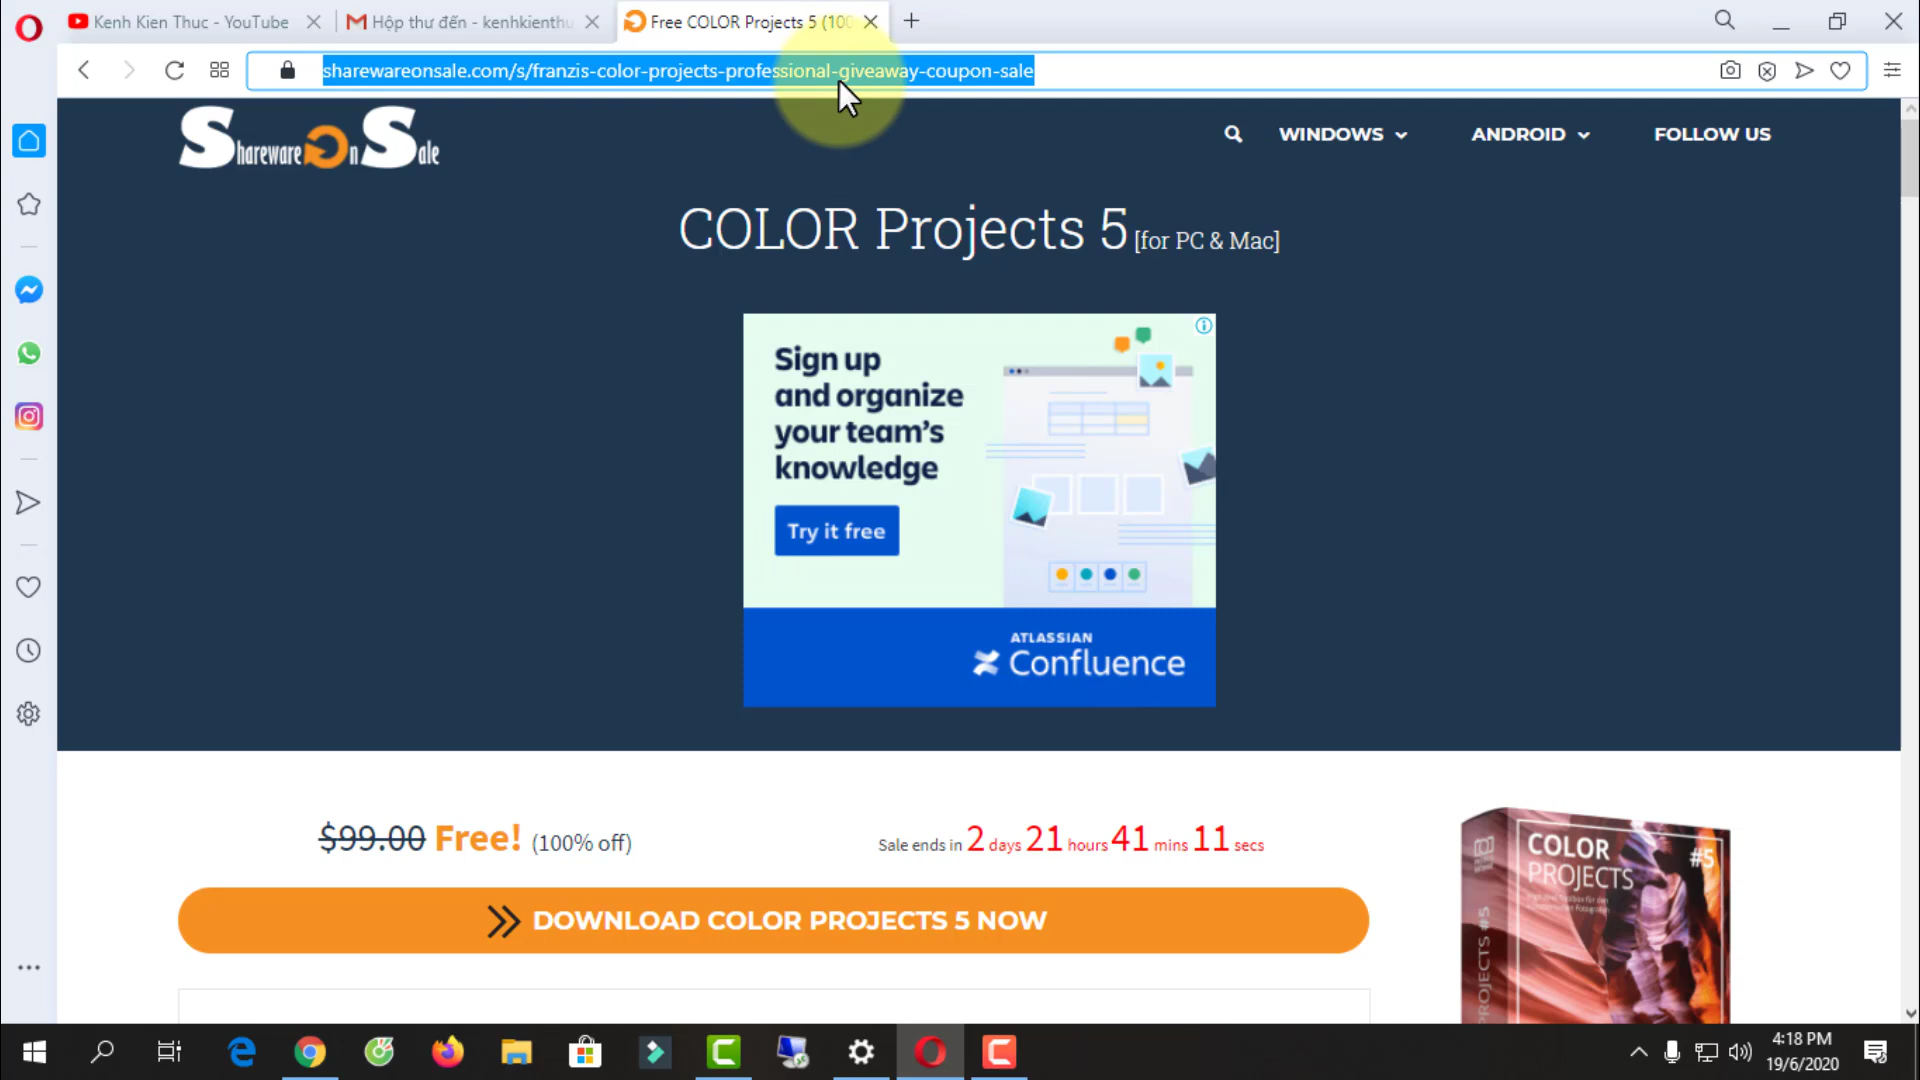 Kenh Kien Thuc - YouTube
Hộp thư đến - kenhkienthu
Free COLOR Projects 5 (100
sharewareonsale.com/s/franzis-color-projects-professional-giveaway-coupon-sale
SharewareOnSale
WINDOWS
ANDROID
FOLLOW US
COLOR Projects 5 [for PC & Mac]
Sign up
and organize
your team's
knowledge
Try it free
ATLASSIAN
Confluence
$99.00 Free! (100% off)
Sale ends in 2 days 21 hours 41 mins 11 secs
DOWNLOAD COLOR PROJECTS 5 NOW
COLOR
PROJECTS
#5
PROJECTS #5
4:18 PM
19/6/2020